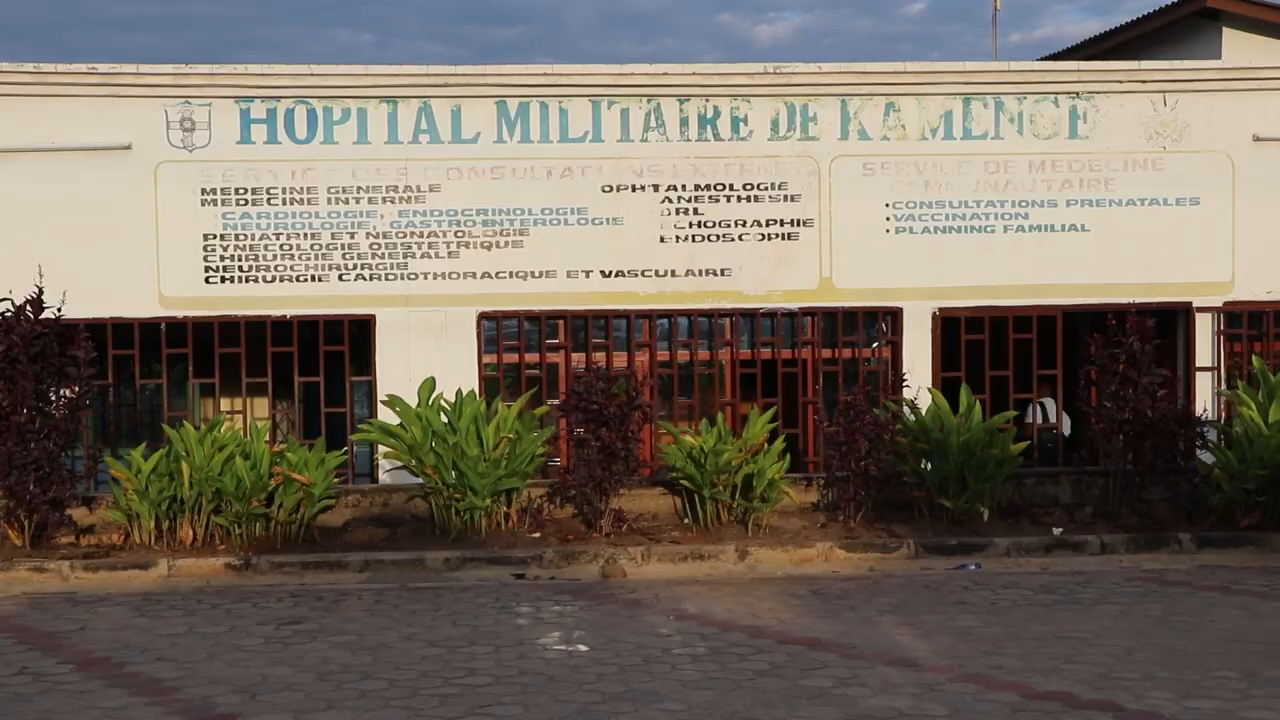 HOPITAL MILITAIRE DE KAMENGE
SERVICE DES CONSULTATIONS EXTERNES
MEDECINE GENERALE
MEDECINE INTERNE
CARDIOLOGIE, ENDOCRINOLOGIE
NEUROLOGIE, GASTRO-ENTEROLOGIE
PEDIATRIE ET NEONATOLOGIE
GYNECOLOGIE OBSTETRIQUE
CHIRURGIE GENERALE
NEUROCHIRURGIE
CHIRURGIE CARDIOTHORACIQUE ET VASCULAIRE
OPHTALMOLOGIE
ANESTHESIE
ORL
ECHOGRAPHIE
ENDOSCOPIE
SERVICE DE MEDECINE
COMMUNAUTAIRE
•CONSULTATIONS PRENATALES
•VACCINATION
•PLANNING FAMILIAL